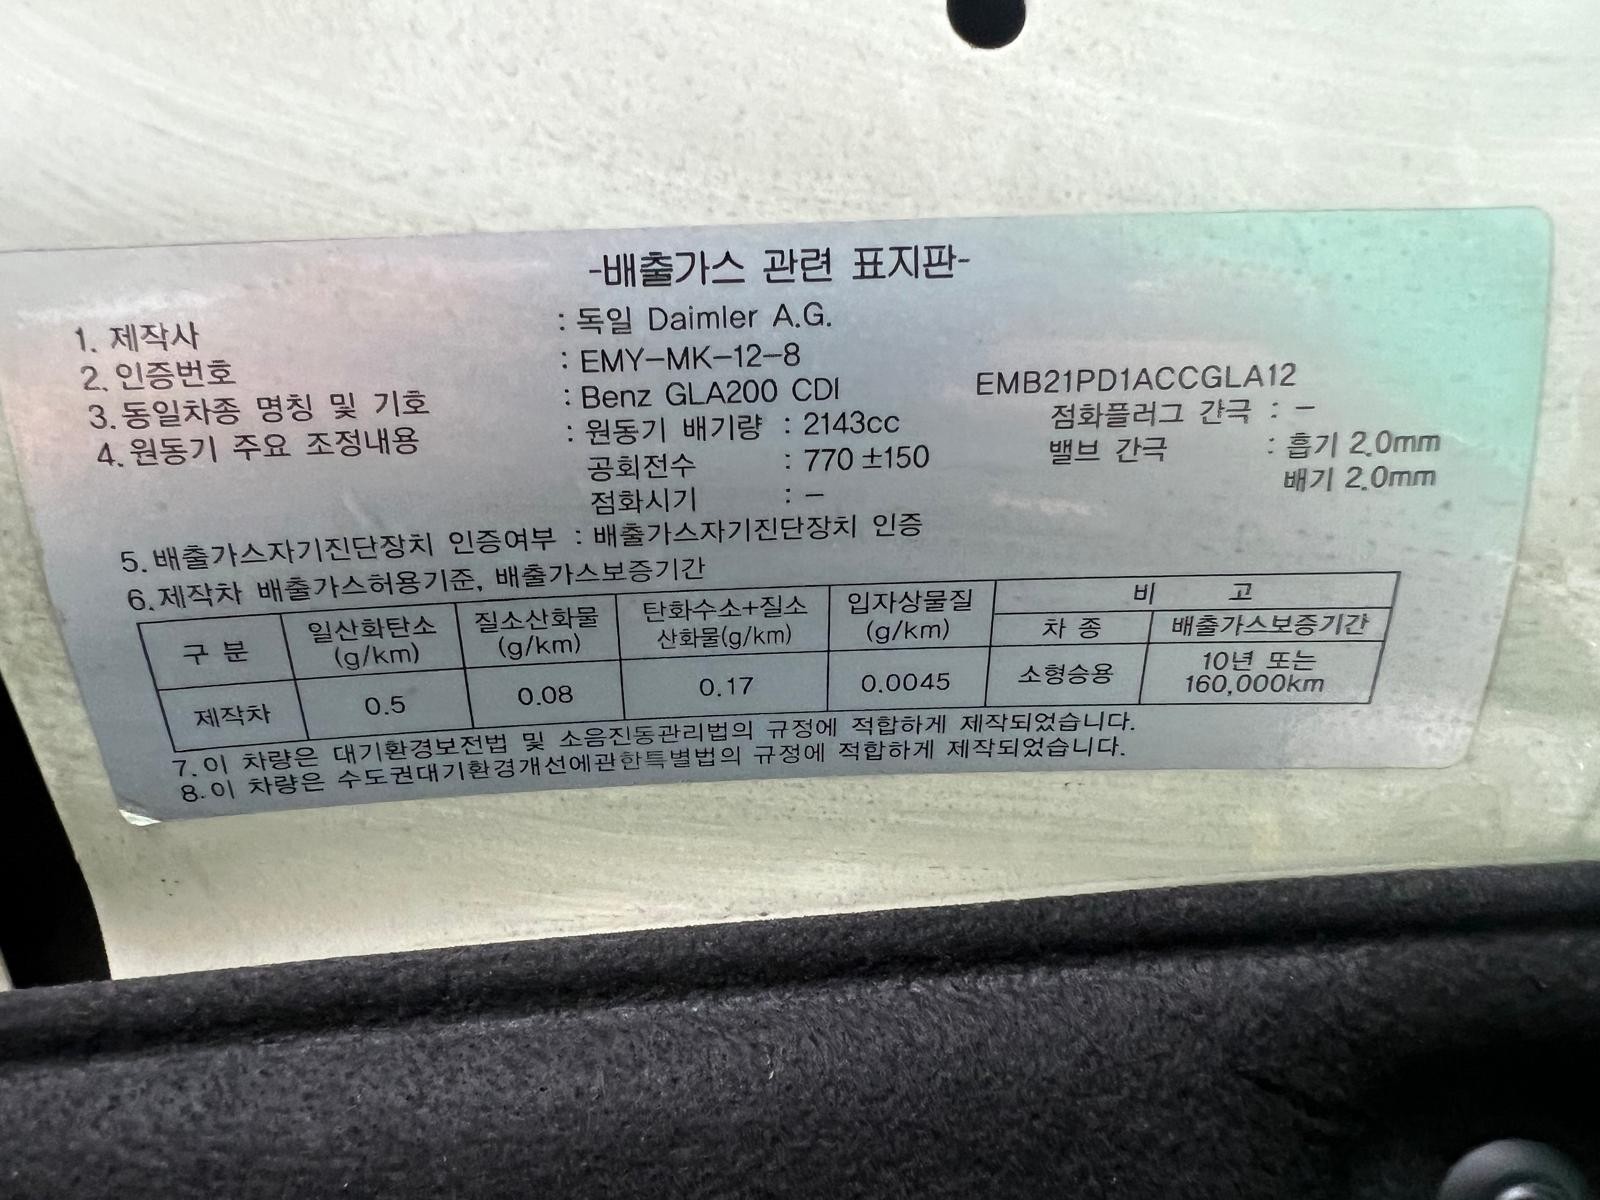 -배출가스 관련 표지판-
1. 제작사 : 독일 Daimler A.G.
2. 인증번호 : EMY-MK-12-8
3. 동일차종 명칭 및 기호 : Benz GLA200 CDI EMB21PD1ACCGLA12
4. 원동기 주요 조정내용 : 원동기 배기량 : 2143cc 점화플러그 간극 : -
공회전수 : 770 ±150 밸브 간극 : 흡기 2.0mm
점화시기 : - 배기 2.0mm
5. 배출가스자기진단장치 인증여부 : 배출가스자기진단장치 인증
6. 제작차 배출가스허용기준, 배출가스보증기간
구 분 일산화탄소 (g/km) 질소산화물 (g/km) 탄화수소+질소 산화물(g/km) 입자상물질 (g/km) 비 고
차 종 배출가스보증기간
제작차 0.5 0.08 0.17 0.0045 소형승용 10년 또는 160,000km
7. 이 차량은 대기환경보전법 및 소음진동관리법의 규정에 적합하게 제작되었습니다.
8. 이 차량은 수도권대기환경개선에관한특별법의 규정에 적합하게 제작되었습니다.